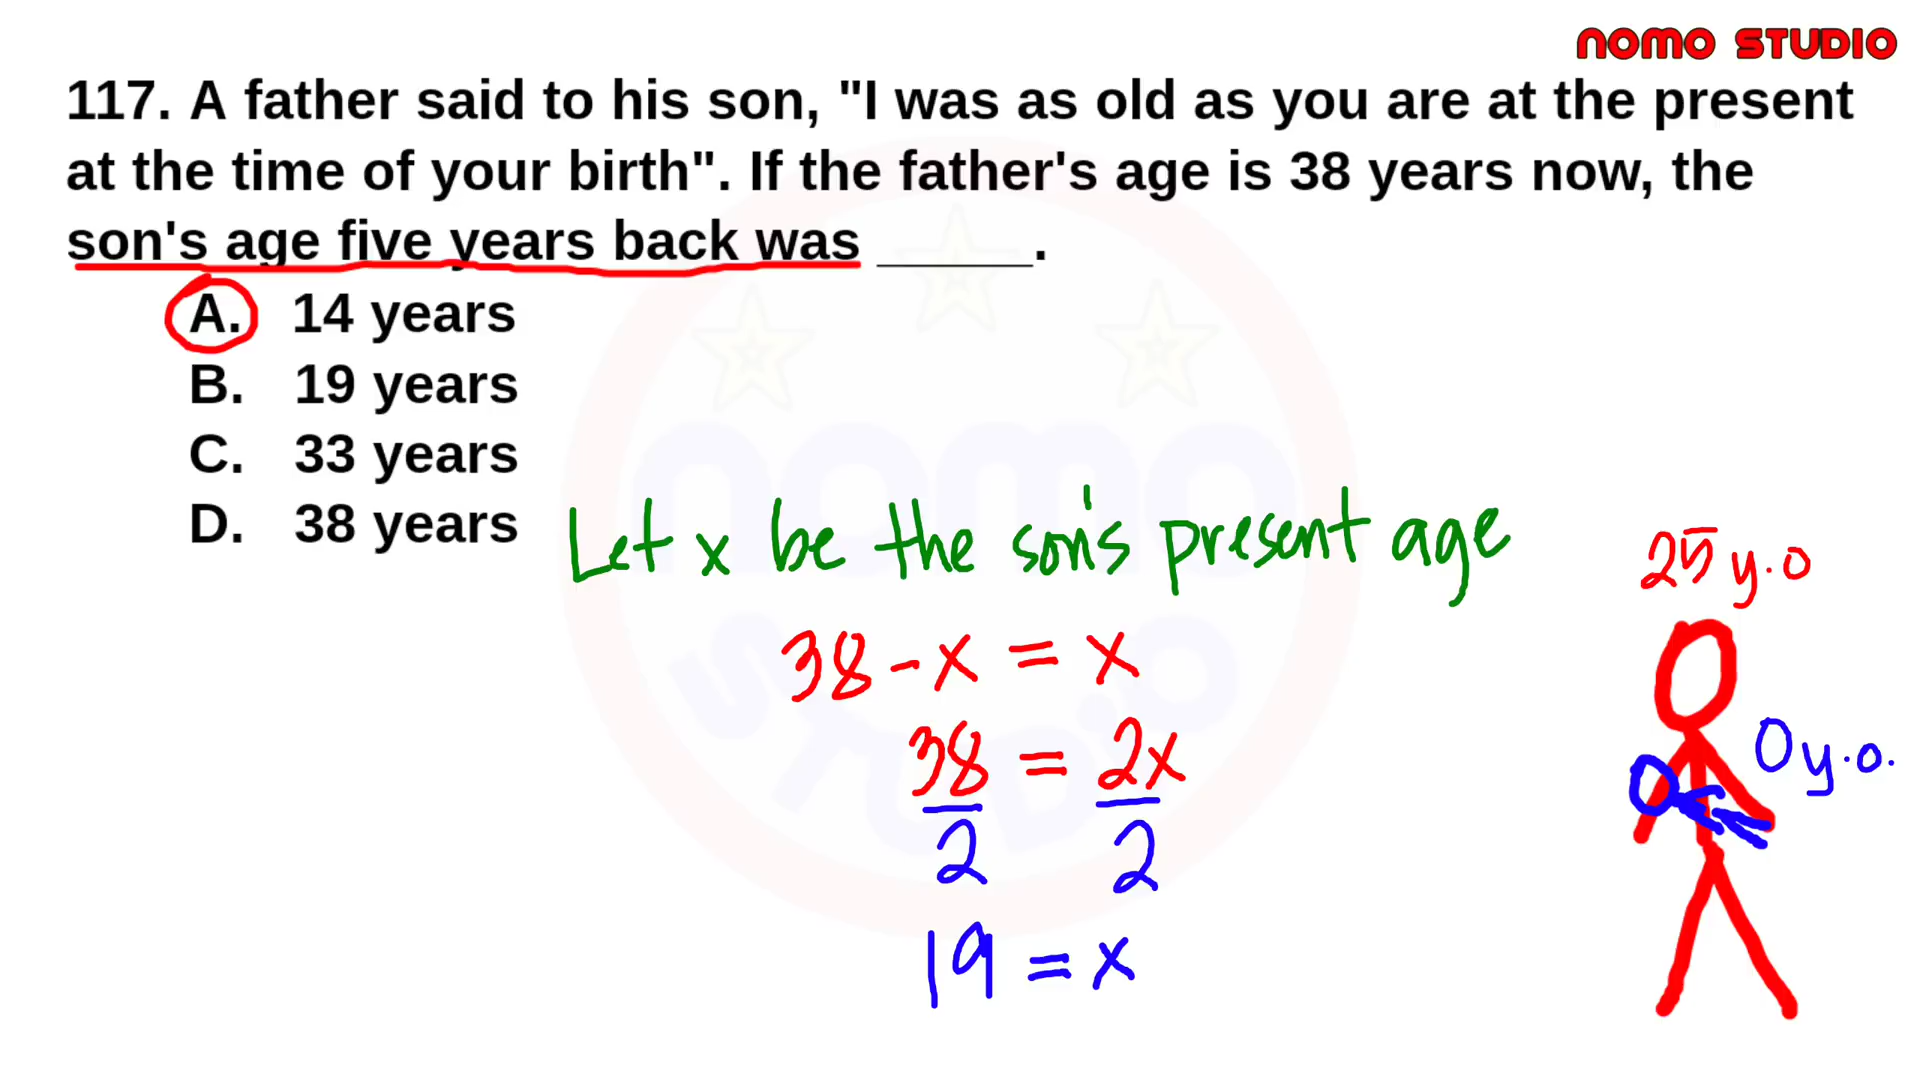 NOMO STUDIO
117. A father said to his son, "I was as old as you are at the present
at the time of your birth". If the father's age is 38 years now, the
son's age five years back was ______.
A. 14 years
B. 19 years
C. 33 years
D. 38 years
Let x be the son's present age
25 y.o
38 - x = x
0 y.o.
38 = 2x
2 2
19 = x
NOMO
STUDIO